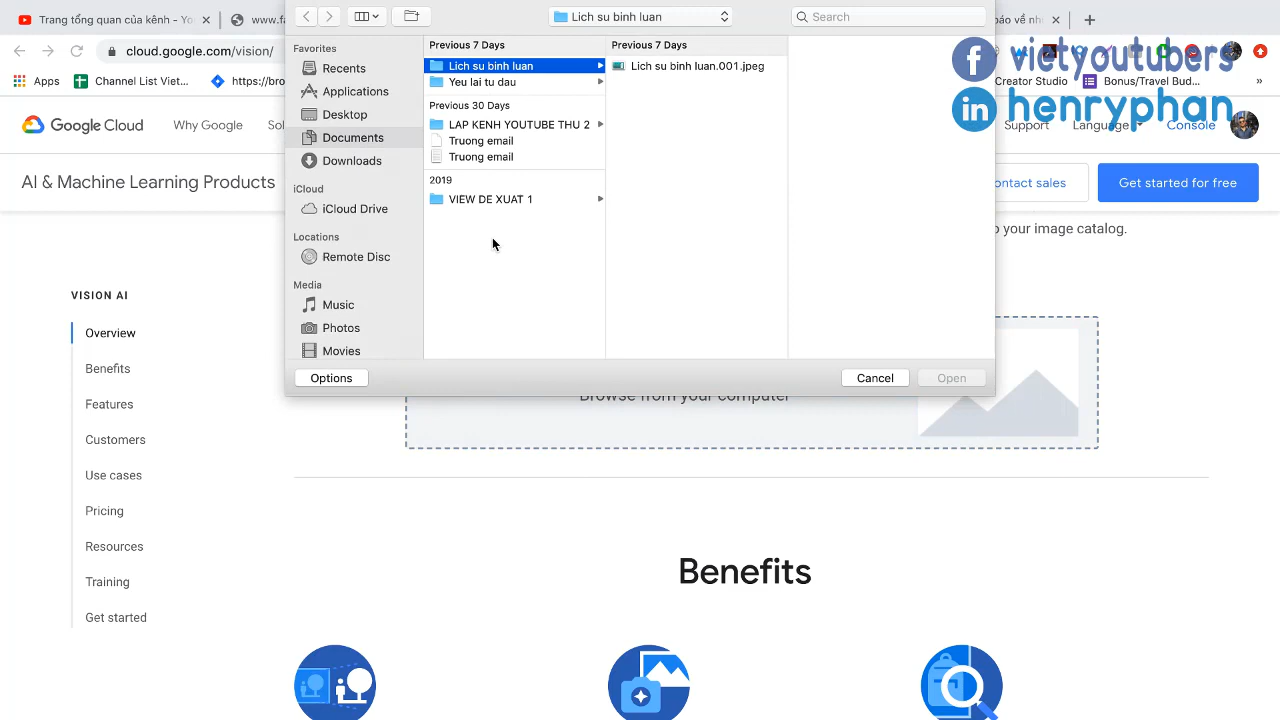 Trang tổng quan của kênh - You
www.fa
Lich su binh luan
Search
báo về nh
cloud.google.com/vision/
Apps
Channel List Viet...
https://bro
Creator Studio
Bonus/Travel Bud...
»
vietyoutubers
henryphan
Google Cloud
Why Google
Sol
Support
Language
Console
AI & Machine Learning Products
ontact sales
Get started for free
Favorites
Recents
Applications
Desktop
Documents
Downloads
iCloud
iCloud Drive
Locations
Remote Disc
Media
Music
Photos
Movies
Previous 7 Days
Lich su binh luan
Yeu lai tu dau
Previous 30 Days
LAP KENH YOUTUBE THU 2
Truong email
Truong email
2019
VIEW DE XUAT 1
Previous 7 Days
Lich su binh luan.001.jpeg
Options
Cancel
Open
o your image catalog.
Browse from your computer
VISION AI
Overview
Benefits
Features
Customers
Use cases
Pricing
Resources
Training
Get started
Benefits